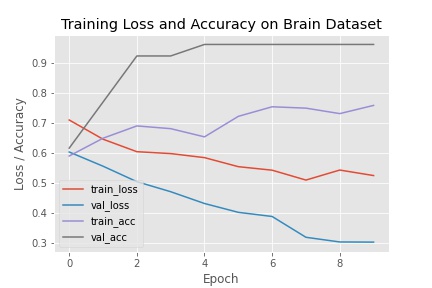 Training Loss and Accuracy on Brain Dataset
Loss / Accuracy
0.9
0.8
0.7
0.6
0.5
0.4
0.3
train_loss
val_loss
train_acc
val_acc
0 2 4 6 8
Epoch